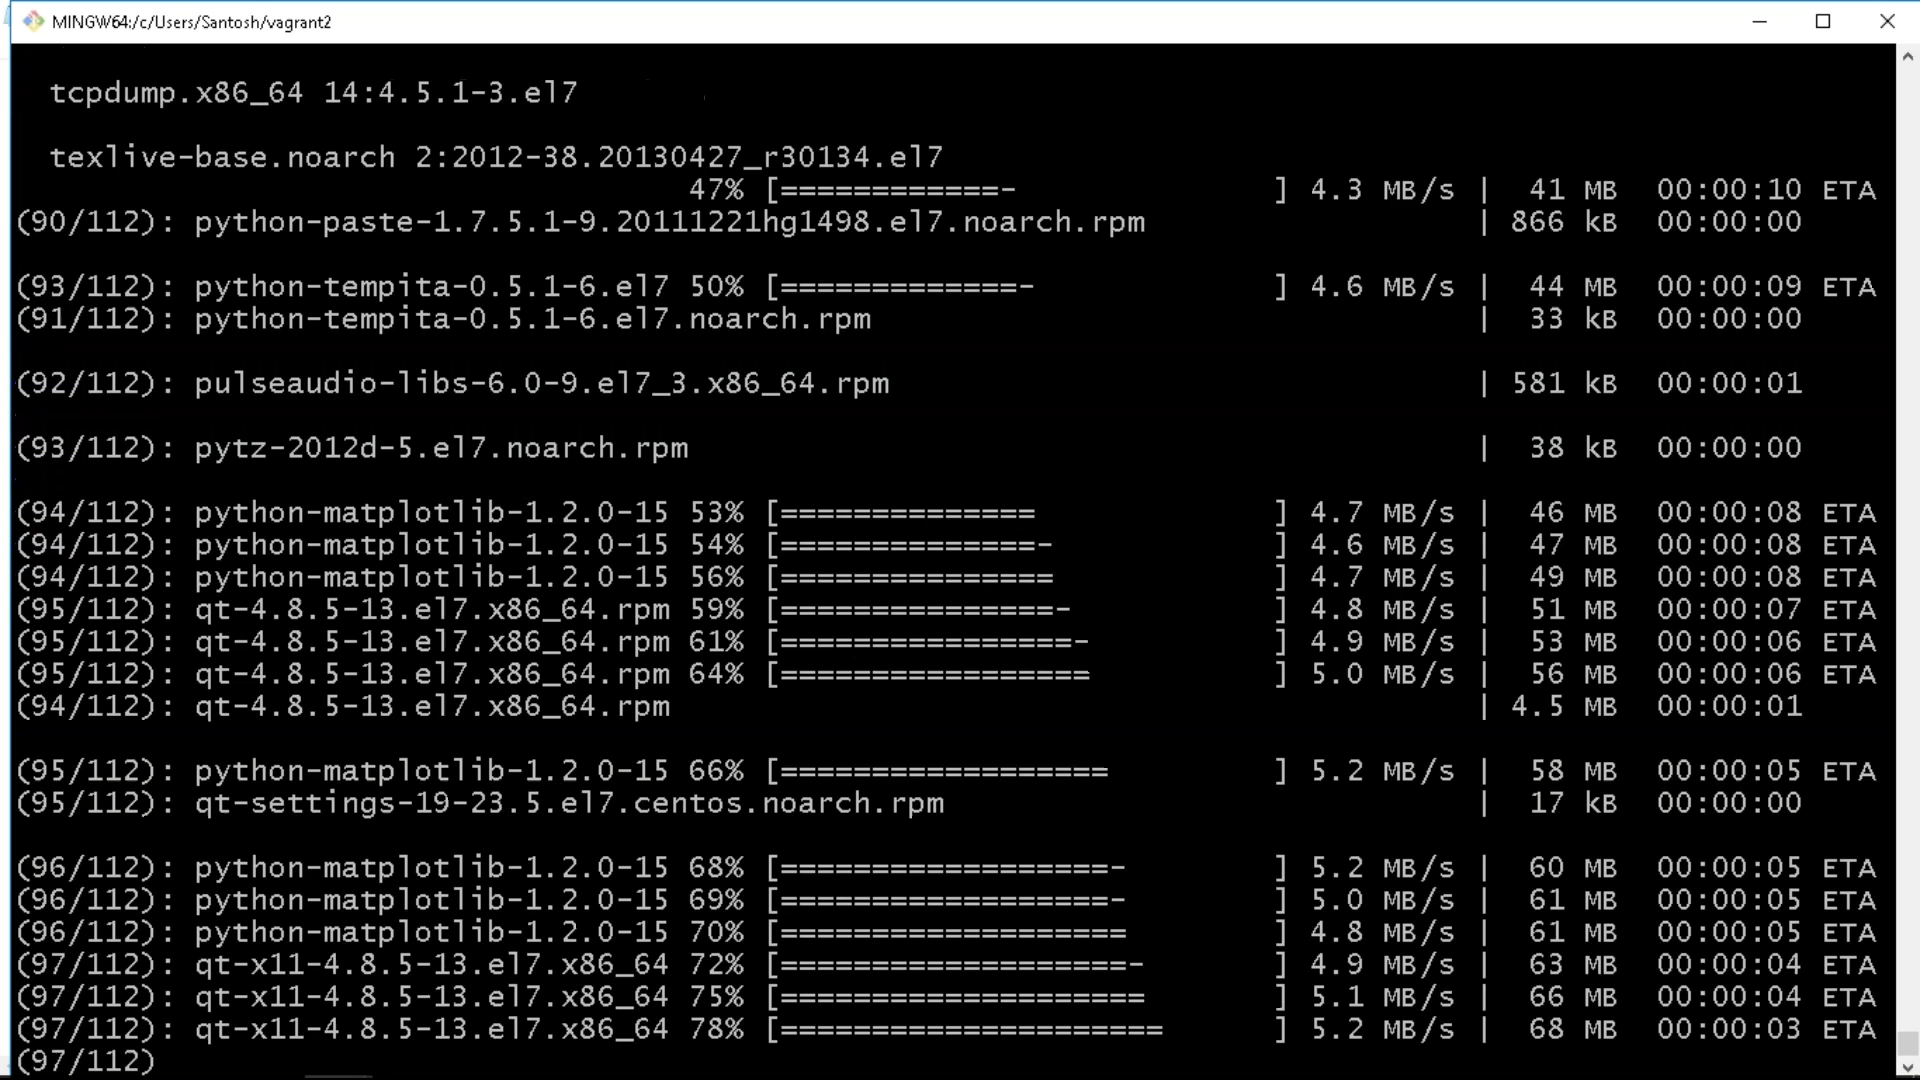 MINGW64:/c/Users/Santosh/vagrant2
tcpdump.x86_64 14:4.5.1-3.el7
texlive-base.noarch 2:2012-38.20130427_r30134.el7
47% [============- ] 4.3 MB/s | 41 MB 00:00:10 ETA
(90/112): python-paste-1.7.5.1-9.20111221hg1498.el7.noarch.rpm | 866 kB 00:00:00
(93/112): python-tempita-0.5.1-6.el7 50% [=============- ] 4.6 MB/s | 44 MB 00:00:09 ETA
(91/112): python-tempita-0.5.1-6.el7.noarch.rpm | 33 kB 00:00:00
(92/112): pulseaudio-libs-6.0-9.el7_3.x86_64.rpm | 581 kB 00:00:01
(93/112): pytz-2012d-5.el7.noarch.rpm | 38 kB 00:00:00
(94/112): python-matplotlib-1.2.0-15 53% [============== ] 4.7 MB/s | 46 MB 00:00:08 ETA
(94/112): python-matplotlib-1.2.0-15 54% [==============- ] 4.6 MB/s | 47 MB 00:00:08 ETA
(94/112): python-matplotlib-1.2.0-15 56% [=============== ] 4.7 MB/s | 49 MB 00:00:08 ETA
(95/112): qt-4.8.5-13.el7.x86_64.rpm 59% [===============- ] 4.8 MB/s | 51 MB 00:00:07 ETA
(95/112): qt-4.8.5-13.el7.x86_64.rpm 61% [================- ] 4.9 MB/s | 53 MB 00:00:06 ETA
(95/112): qt-4.8.5-13.el7.x86_64.rpm 64% [================= ] 5.0 MB/s | 56 MB 00:00:06 ETA
(94/112): qt-4.8.5-13.el7.x86_64.rpm | 4.5 MB 00:00:01
(95/112): python-matplotlib-1.2.0-15 66% [================== ] 5.2 MB/s | 58 MB 00:00:05 ETA
(95/112): qt-settings-19-23.5.el7.centos.noarch.rpm | 17 kB 00:00:00
(96/112): python-matplotlib-1.2.0-15 68% [==================- ] 5.2 MB/s | 60 MB 00:00:05 ETA
(96/112): python-matplotlib-1.2.0-15 69% [==================- ] 5.0 MB/s | 61 MB 00:00:05 ETA
(96/112): python-matplotlib-1.2.0-15 70% [=================== ] 4.8 MB/s | 61 MB 00:00:05 ETA
(97/112): qt-x11-4.8.5-13.el7.x86_64 72% [===================- ] 4.9 MB/s | 63 MB 00:00:04 ETA
(97/112): qt-x11-4.8.5-13.el7.x86_64 75% [==================== ] 5.1 MB/s | 66 MB 00:00:04 ETA
(97/112): qt-x11-4.8.5-13.el7.x86_64 78% [===================== ] 5.2 MB/s | 68 MB 00:00:03 ETA
(97/112)